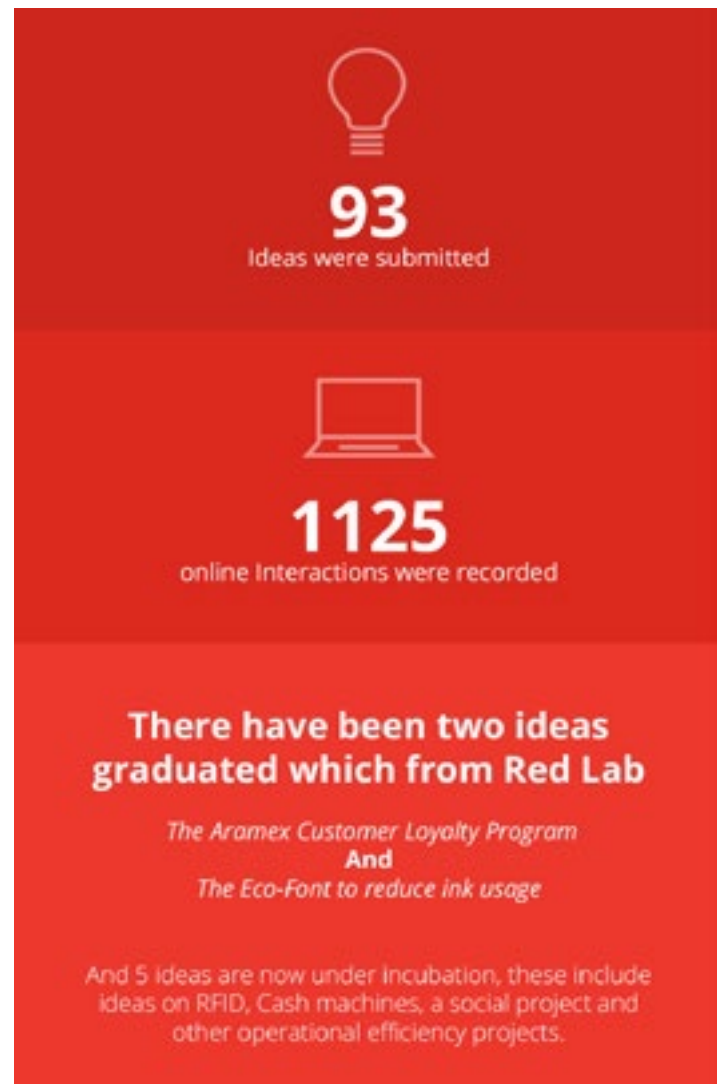 93
Ideas were submitted
1125
online Interactions were recorded
There have been two ideas
graduated which from Red Lab
The Aramex Customer Loyalty Program
And
The Eco-Font to reduce ink usage
And 5 ideas are now under incubation, these include
ideas on RFID, Cash machines, a social project and
other operational efficiency projects.